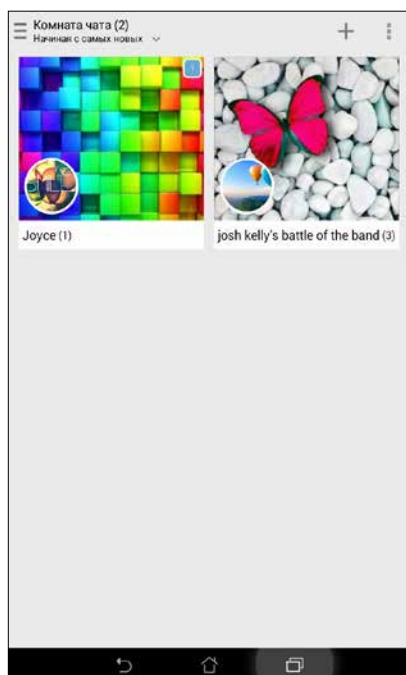 Комната чата (2)
Начиная с самых новых
Joyce (1)
josh kelly's battle of the band (3)